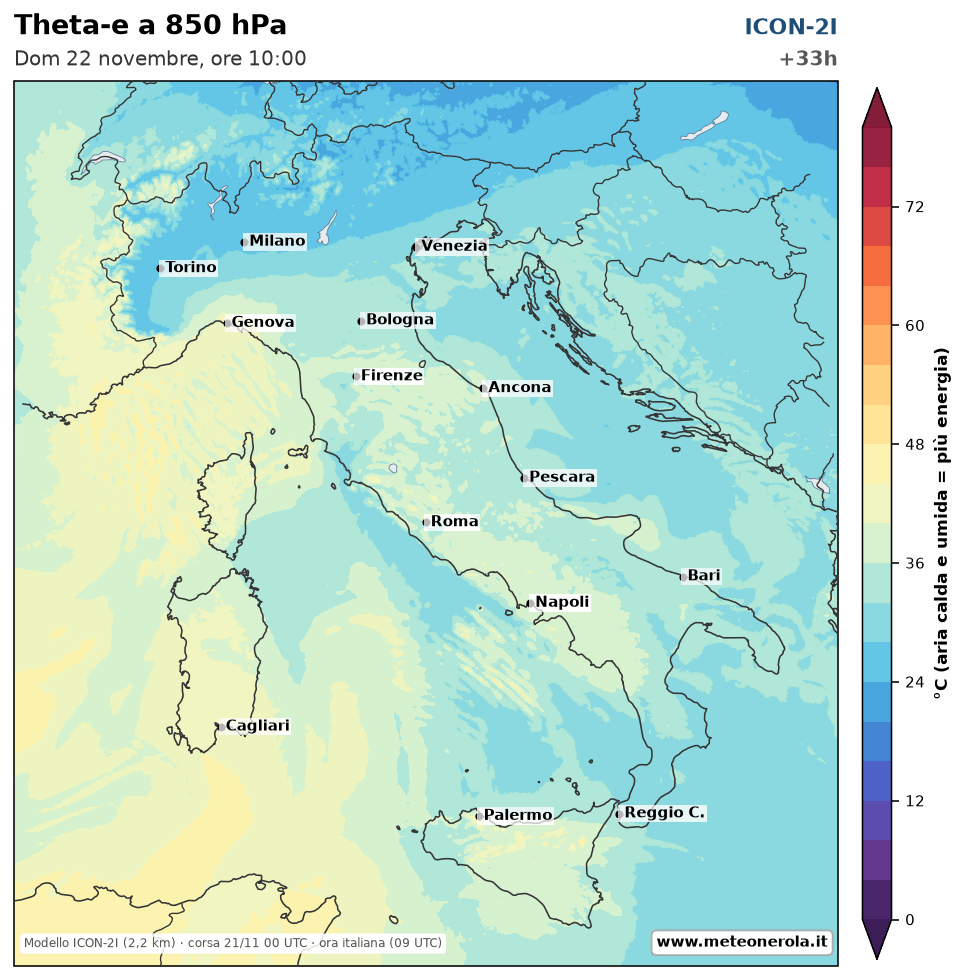 Theta-e a 850 hPa
ICON-2I
Dom 22 novembre, ore 10:00
+33h
Milano
Venezia
Torino
Genova
Bologna
Firenze
Ancona
Pescara
Roma
Bari
Napoli
Cagliari
Palermo
Reggio C.
72
60
48
36
24
12
0
°C (aria calda e umida = più energia)
Modello ICON-2I (2,2 km) · corsa 21/11 00 UTC · ora italiana (09 UTC)
www.meteonerola.it